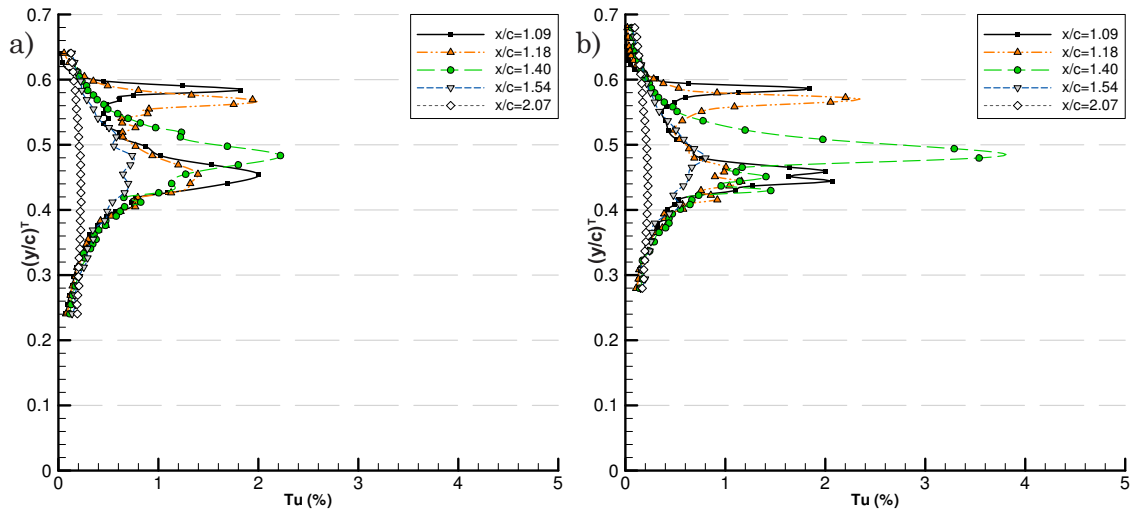 a)
0.7
0.6
0.5
0.4
0.3
0.2
0.1
0
(y/c)ᵀ
0 1 2 3 4 5
Tu (%)
x/c=1.09
x/c=1.18
x/c=1.40
x/c=1.54
x/c=2.07
b)
0.7
0.6
0.5
0.4
0.3
0.2
0.1
0
(y/c)ᵀ
0 1 2 3 4 5
Tu (%)
x/c=1.09
x/c=1.18
x/c=1.40
x/c=1.54
x/c=2.07